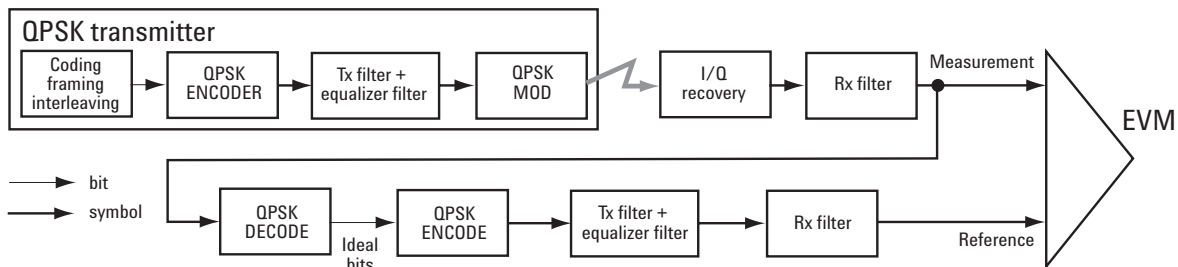 QPSK transmitter
Coding
framing
interleaving
QPSK
ENCODER
Tx filter +
equalizer filter
QPSK
MOD
I/Q
recovery
Rx filter
Measurement
EVM
bit
symbol
QPSK
DECODE
Ideal
bits
QPSK
ENCODE
Tx filter +
equalizer filter
Rx filter
Reference